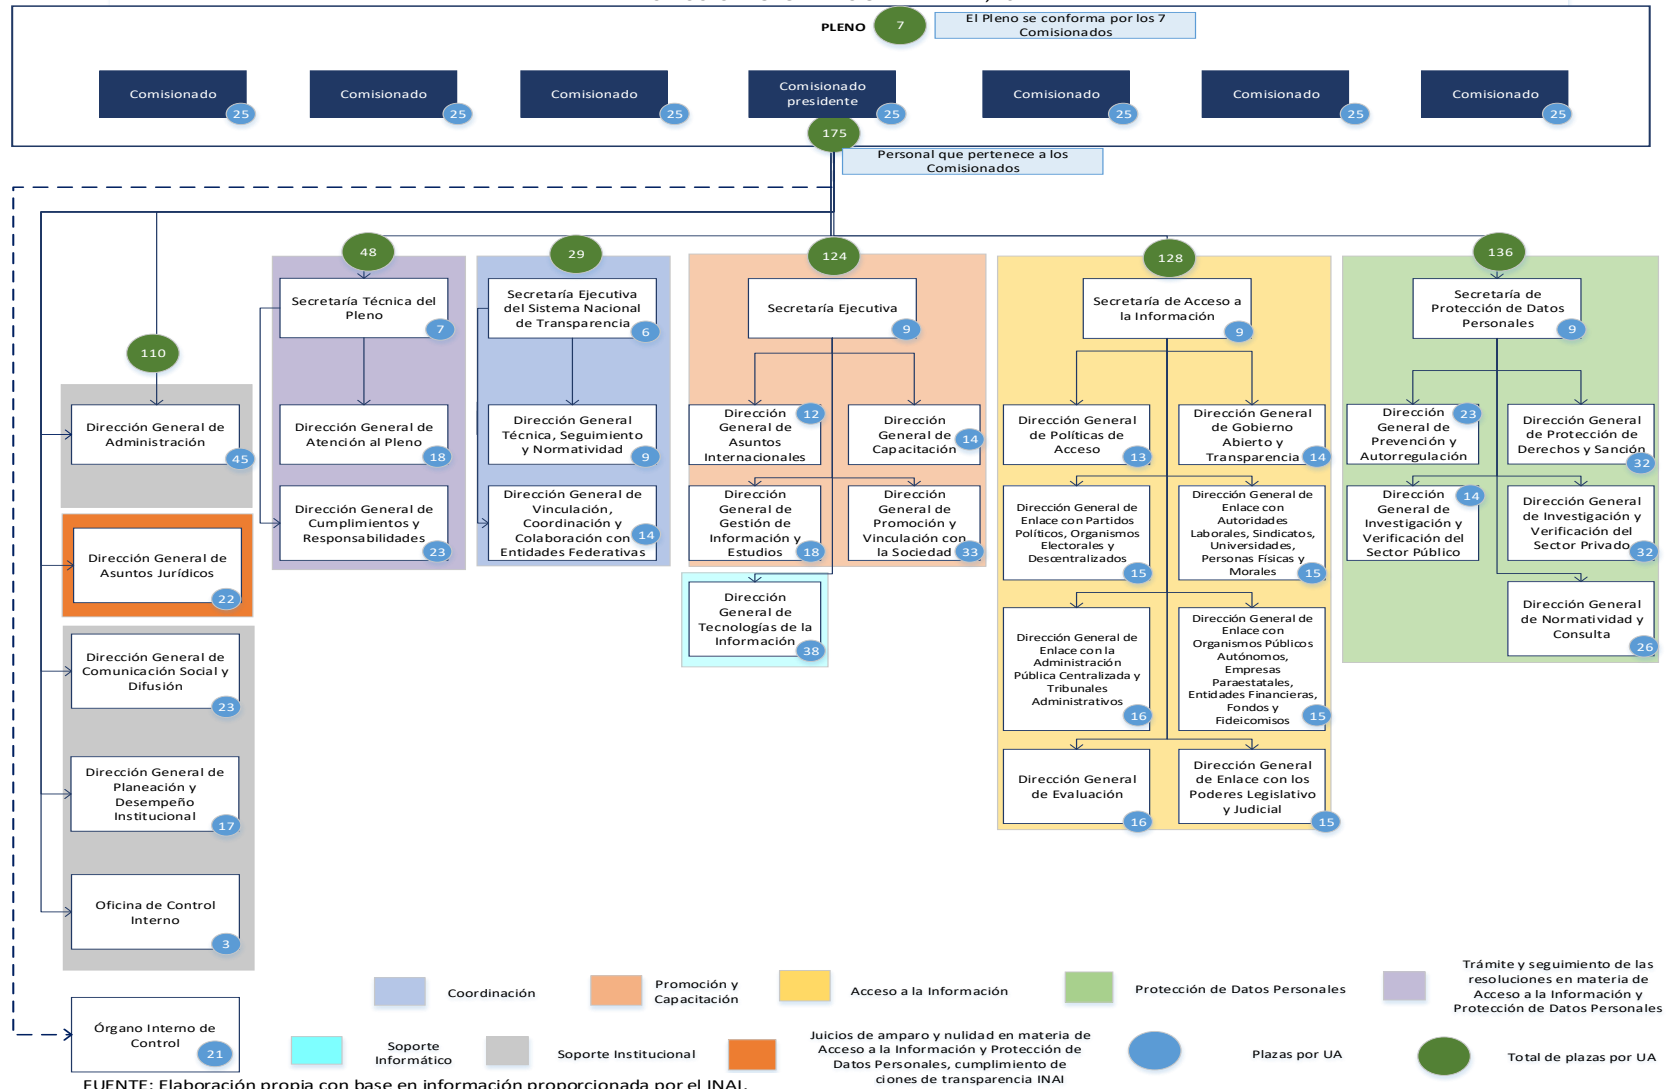 PLENO
7
El Pleno se conforma por los 7
Comisionados
Comisionado
25
Comisionado
25
Comisionado
25
Comisionado
presidente
25
Comisionado
25
Comisionado
25
Comisionado
25
175
Personal que pertenece a los
Comisionados
110
Dirección General de
Administración
45
Dirección General de
Asuntos Jurídicos
22
Dirección General de
Comunicación Social y
Difusión
23
Dirección General de
Planeación y
Desempeño
Institucional
17
Oficina de Control
Interno
3
Órgano Interno de
Control
21
48
Secretaría Técnica del
Pleno
7
Dirección General de
Atención al Pleno
18
Dirección General de
Cumplimientos y
Responsabilidades
23
29
Secretaría Ejecutiva
del Sistema Nacional
de Transparencia
6
Dirección General
Técnica, Seguimiento
y Normatividad
9
Dirección General de
Vinculación,
Coordinación y
Colaboración con
Entidades Federativas
14
124
Secretaría Ejecutiva
9
Dirección
General de
Asuntos
Internacionales
12
Dirección
General de
Capacitación
14
Dirección
General de
Gestión de
Información y
Estudios
18
Dirección
General de
Promoción y
Vinculación con
la Sociedad
33
Dirección
General de
Tecnologías de la
Información
38
128
Secretaría de Acceso a
la Información
9
Dirección General
de Políticas de
Acceso
13
Dirección General
de Gobierno
Abierto y
Transparencia
14
Dirección General de
Enlace con Partidos
Políticos, Organismos
Electorales y
Descentralizados
15
Dirección General de
Enlace con
Autoridades
Laborales, Sindicatos,
Universidades,
Personas Físicas y
Morales
15
Dirección General de
Enlace con la
Administración
Pública Centralizada y
Tribunales
Administrativos
16
Dirección General de
Enlace con
Organismos Públicos
Autónomos,
Empresas
Paraestatales,
Entidades Financieras,
Fondos y
Fideicomisos
15
Dirección General
de Evaluación
16
Dirección General
de Enlace con los
Poderes Legislativo
y Judicial
15
136
Secretaría de
Protección de Datos
Personales
9
Dirección
General de
Prevención y
Autorregulación
23
Dirección General
de Protección de
Derechos y Sanción
32
Dirección
General de
Investigación y
Verificación del
Sector Público
14
Dirección General
de Investigación y
Verificación del
Sector Privado
32
Dirección General
de Normatividad y
Consulta
26
Coordinación
Promoción y
Capacitación
Acceso a la Información
Protección de Datos Personales
Trámite y seguimiento de las
resoluciones en materia de
Acceso a la Información y
Protección de Datos Personales
Soporte
Informático
Soporte Institucional
Juicios de amparo y nulidad en materia de
Acceso a la Información y Protección de
Datos Personales, cumplimiento de
ciones de transparencia INAI
Plazas por UA
Total de plazas por UA
FUENTE: Elaboración propia con base en información proporcionada por el INAI.